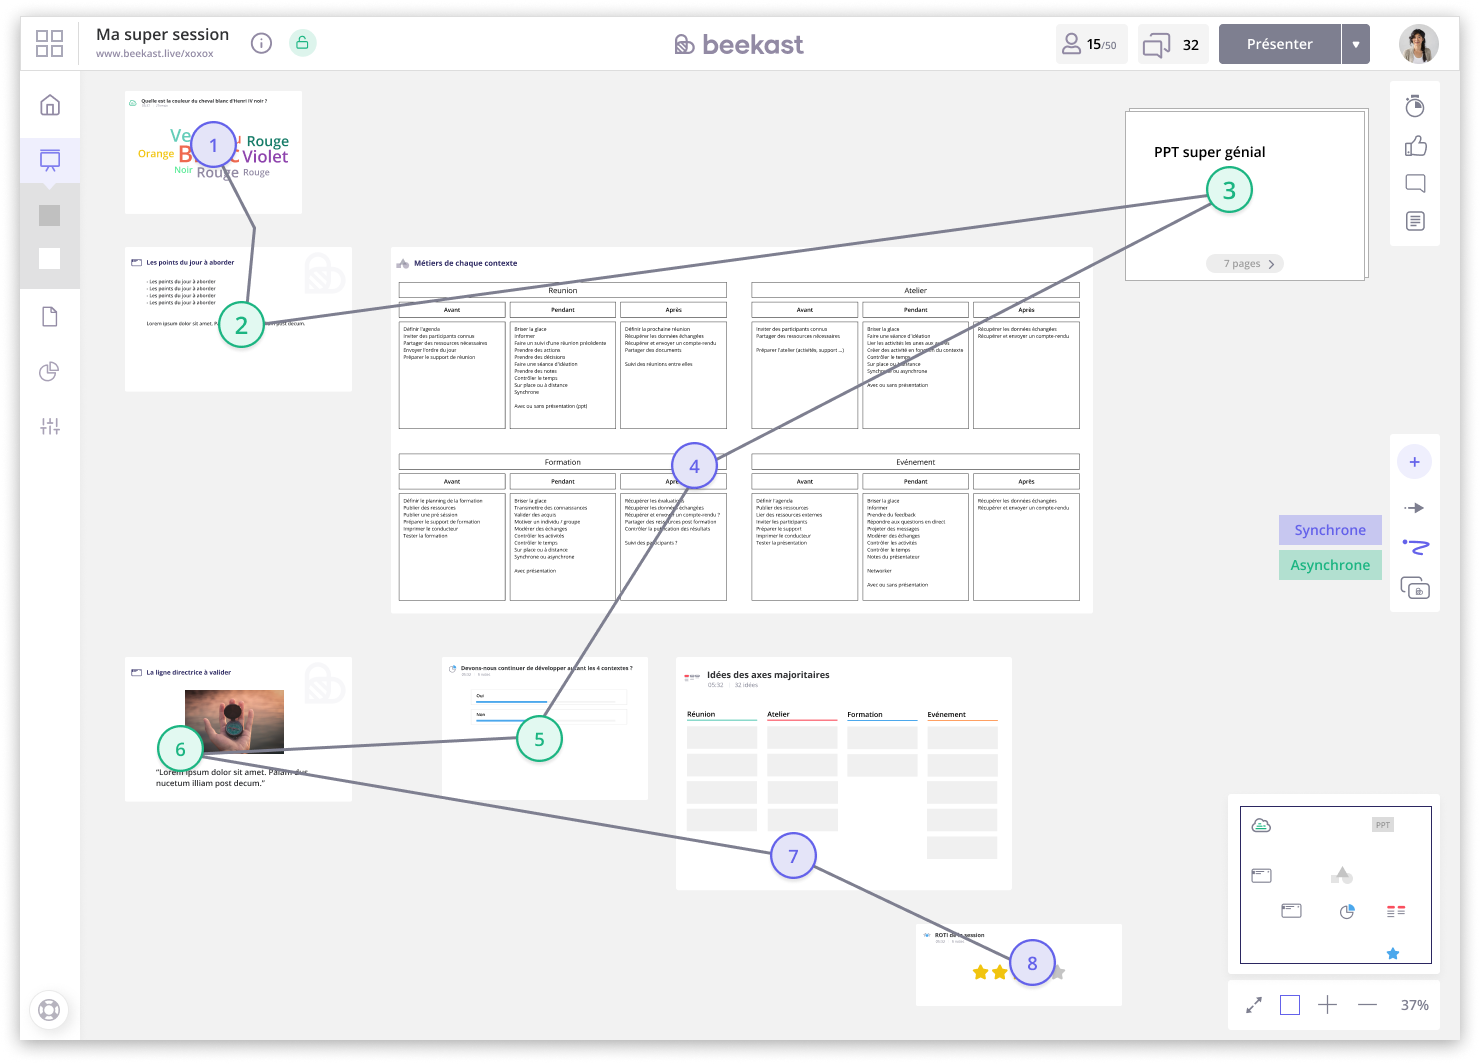 Ma super session
www.beekast.live/xoxox
beekast
15/50
32
Présenter
Quelle est la couleur du cheval blanc d'Henri IV noir ?
Orange
Rouge
Violet
Noir
Rouge
Rouge
1
Les points du jour à aborder
- Les points du jour à aborder
- Les points du jour à aborder
- Les points du jour à aborder
- Les points du jour à aborder
Lorem ipsum dolor sit amet, post decum.
2
PPT super génial
3
7 pages
Métiers de chaque contexte
Reunion
Avant
Pendant
Après
Définir l'agenda
Inviter des participants connus
Partager des ressources nécessaires
Envoyer l'ordre du jour
Préparer le support de réunion
Briser la glace
Informer
Faire un suivi d'une réunion précédente
Prendre des actions
Prendre des décisions
Faire une séance d'idéation
Prendre des notes
Contrôler le temps
Sur place ou à distance
Synchrone
Avec ou sans présentation (ppt)
Définir la prochaine réunion
Récupérer les données échangées
Récupérer et envoyer un compte-rendu
Partager des documents
Suivi des réunions entre elles
Atelier
Avant
Pendant
Après
Inviter des participants connus
Partager des ressources nécessaires
Préparer l'atelier (activités, support ...)
Briser la glace
Faire une séance d'idéation
Lier les activités les unes aux autres
Créer des activité en fonction du contexte
Contrôler le temps
Sur place ou à distance
Synchrone ou asynchrone
Avec ou sans présentation
Récupérer les données échangées
Récupérer et envoyer un compte-rendu
4
Formation
Avant
Pendant
Après
Définir le planning de la formation
Publier des ressources
Publier une pré session
Préparer le support de formation
Imprimer le conducteur
Tester la formation
Briser la glace
Transmettre des connaissances
Valider des acquis
Motiver un individu / groupe
Modérer des échanges
Contrôler les activités
Contrôler le temps
Sur place ou à distance
Synchrone ou asynchrone
Avec présentation
Récupérer les évaluations
Récupérer les données échangées
Récupérer et envoyer un compte-rendu ?
Partager des ressources post formation
Contrôler la publication des résultats
Suivi des participants ?
Evénement
Avant
Pendant
Après
Définir l'agenda
Publier des ressources
Lier des ressources externes
Inviter les participants
Préparer le support
Imprimer le conducteur
Tester la présentation
Briser la glace
Informer
Prendre du feedback
Répondre aux questions en direct
Projeter des messages
Modérer des échanges
Contrôler les activités
Contrôler le temps
Notes du présentateur
Networker
Avec ou sans présentation
Récupérer les données échangées
Récupérer et envoyer un compte-rendu
Synchrone
Asynchrone
La ligne directrice à valider
6
"Lorem ipsum dolor sit amet. Palam dus
nucetum illiam post decum."
Devons-nous continuer de développer autant les 4 contextes ?
Oui
Non
5
Idées des axes majoritaires
05:32 32 idées
Réunion
Atelier
Formation
Evénement
7
ROTI de la session
8
PPT
37%